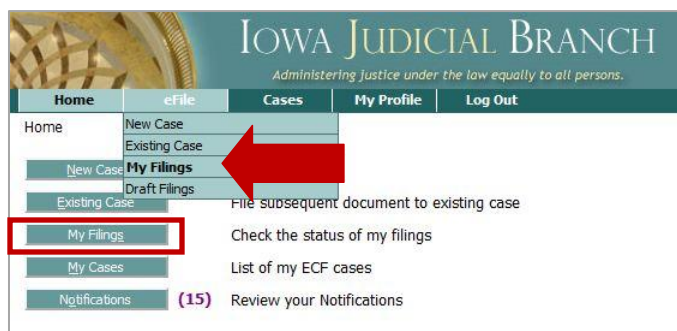 IOWA JUDICIAL BRANCH
Administering justice under the law equally to all persons.
Home eFile Cases My Profile Log Out
Home
New Case
Existing Case
My Filings
Draft Filings
New Case
Existing Case File subsequent document to existing case
My Filings Check the status of my filings
My Cases List of my ECF cases
Notifications (15) Review your Notifications